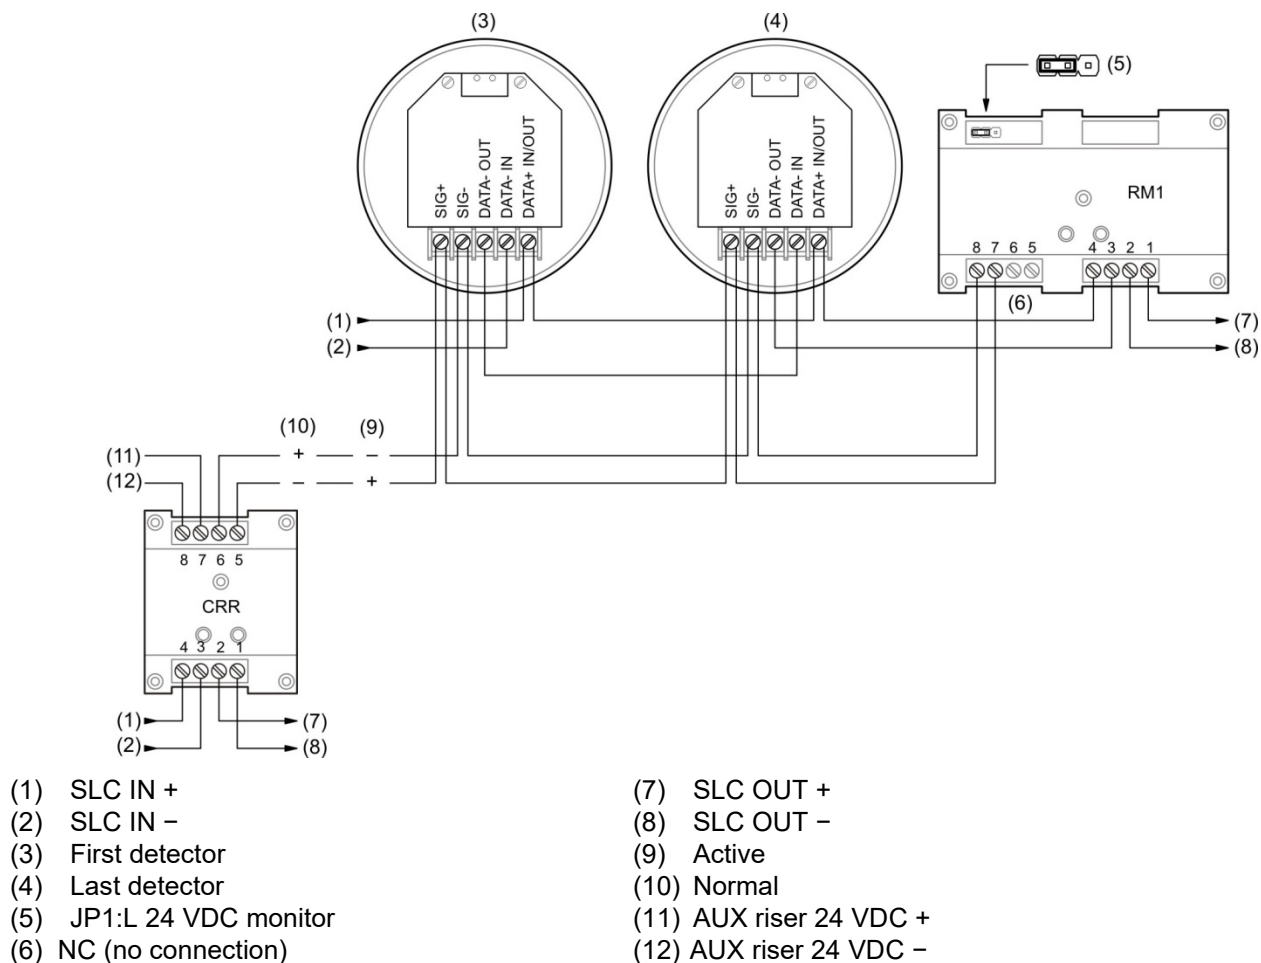 (3) (4)
(5)
SIG+ SIG- DATA- OUT DATA- IN DATA+ IN/OUT
SIG+ SIG- DATA- OUT DATA- IN DATA+ IN/OUT
RM1
8 7 6 5 4 3 2 1
(6)
(1) (7)
(2) (8)
(10) (9)
(11) + −
(12) − +
8 7 6 5
CRR
4 3 2 1
(1) (7)
(2) (8)
(1) SLC IN +
(2) SLC IN −
(3) First detector
(4) Last detector
(5) JP1:L 24 VDC monitor
(6) NC (no connection)
(7) SLC OUT +
(8) SLC OUT −
(9) Active
(10) Normal
(11) AUX riser 24 VDC +
(12) AUX riser 24 VDC −